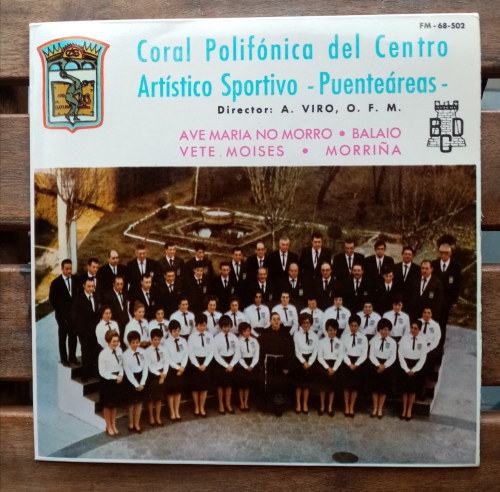 FM - 68-502
Coral Polifónica del Centro
Artístico Sportivo - Puenteáreas -
Director: A. VIRO, O. F. M.
AVE MARIA NO MORRO • BALAIO
VETE. MOISES • MORRIÑA